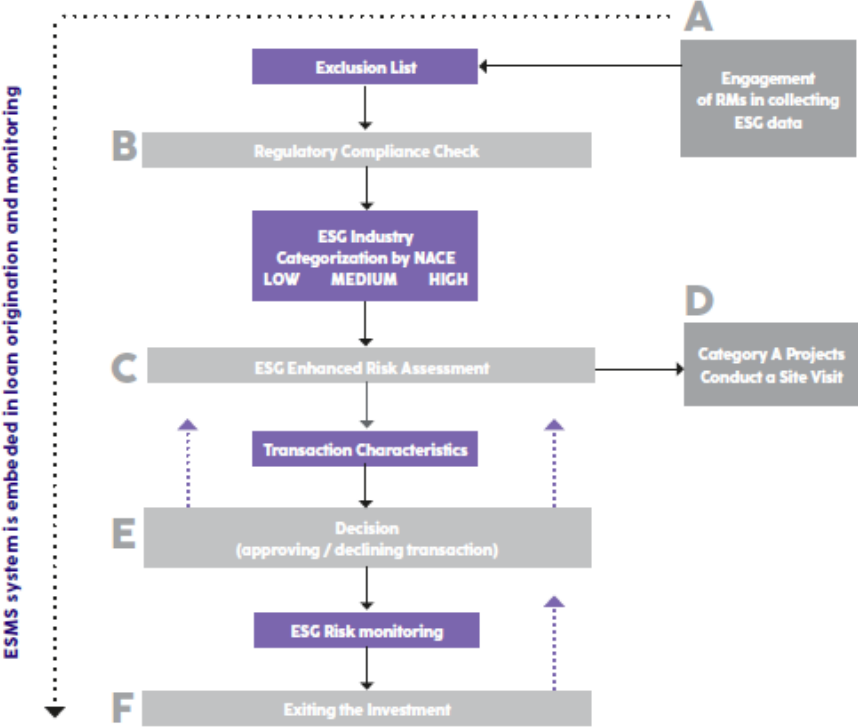 A
Engagement
of RMs in collecting
ESG data
Exclusion List
B
Regulatory Compliance Check
ESG Industry
Categorization by NACE
LOW MEDIUM HIGH
C
ESG Enhanced Risk Assessment
D
Category A Projects
Conduct a Site Visit
Transaction Characteristics
E
Decision
(approving / declining transaction)
ESG Risk monitoring
F
Exiting the Investment
ESMS system is embeded in loan origination and monitoring